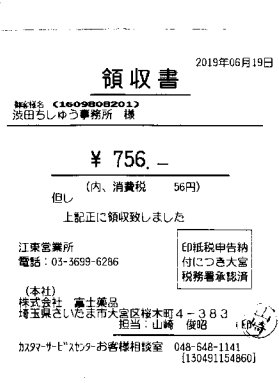 2019年06月19日
領収書
御客様名 (1609808201)
渋田ちしゅう事務所 様
¥ 756.―
(内、消費税 56円)
但し
上記正に領収致しました
江東営業所
電話：03-3699-6286
印紙税申告納
付につき大宮
税務署承認済
(本社)
株式会社 富士薬品
埼玉県さいたま市大宮区桜木町4-383
担当：山崎 俊昭 (印)
ｶｽﾀﾏｰｻｰﾋﾞｽｾﾝﾀｰお客様相談室 048-648-1141
[130491154860]